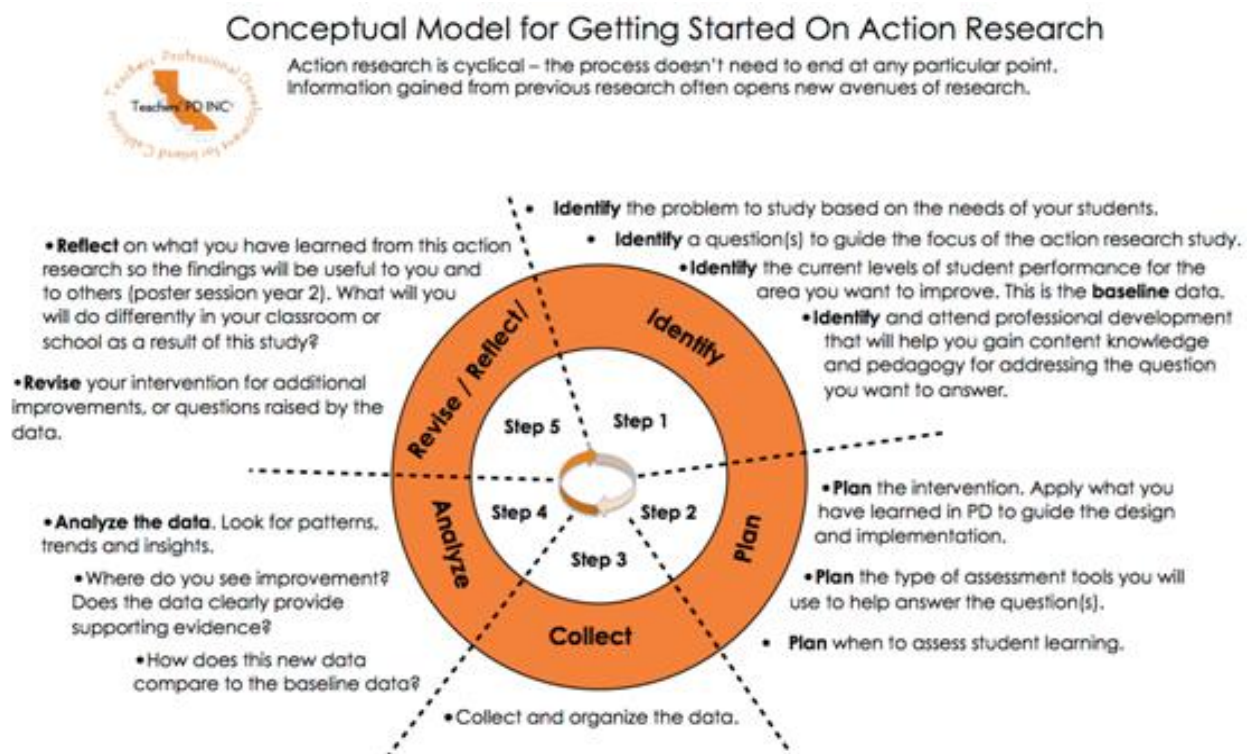 Conceptual Model for Getting Started On Action Research
Action research is cyclical – the process doesn't need to end at any particular point.
Information gained from previous research often opens new avenues of research.
Teachers Professional Development for Inland California
Teachers' PD INC
• Identify the problem to study based on the needs of your students.
• Identify a question(s) to guide the focus of the action research study.
•Identify the current levels of student performance for the
area you want to improve. This is the baseline data.
•Identify and attend professional development
that will help you gain content knowledge
and pedagogy for addressing the question
you want to answer.
•Plan the intervention. Apply what you
have learned in PD to guide the design
and implementation.
•Plan the type of assessment tools you will
use to help answer the question(s).
• Plan when to assess student learning.
•Collect and organize the data.
•Analyze the data. Look for patterns,
trends and insights.
•Where do you see improvement?
Does the data clearly provide
supporting evidence?
•How does this new data
compare to the baseline data?
•Reflect on what you have learned from this action
research so the findings will be useful to you and
to others (poster session year 2). What will you
will do differently in your classroom or
school as a result of this study?
•Revise your intervention for additional
improvements, or questions raised by the
data.
Identify
Plan
Collect
Analyze
Revise / Reflect/
Step 1
Step 2
Step 3
Step 4
Step 5